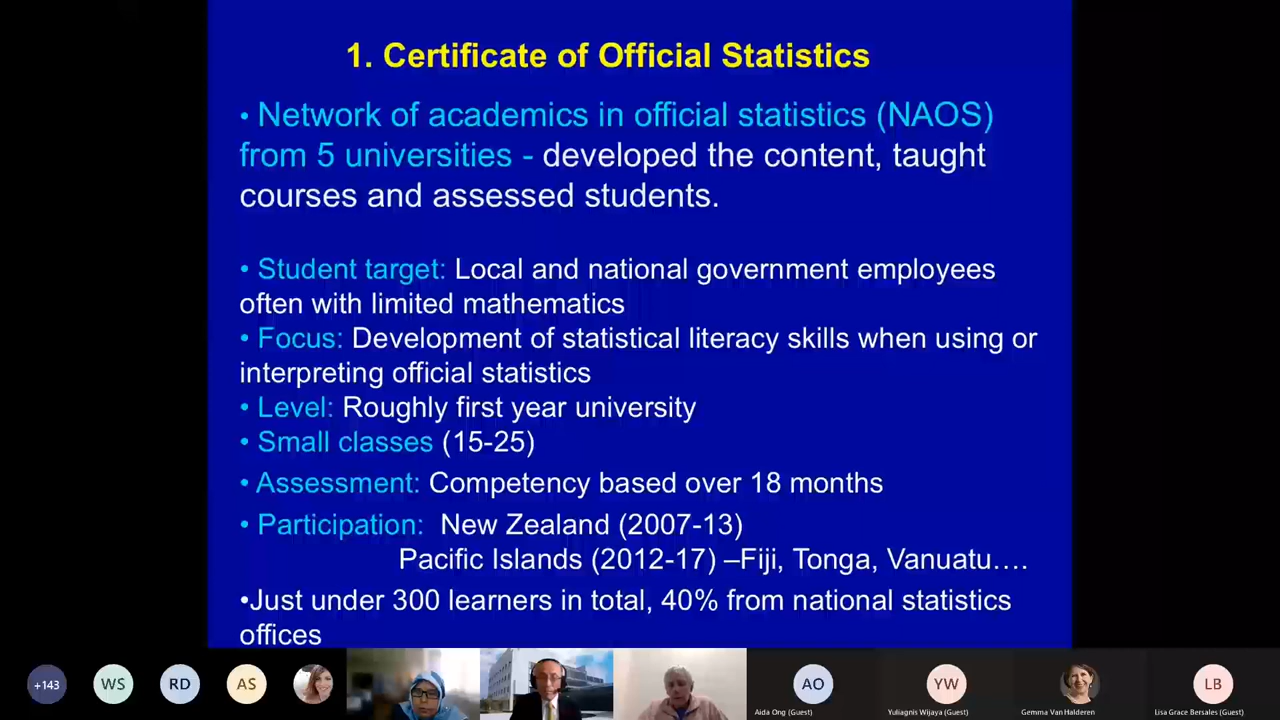 1. Certificate of Official Statistics
• Network of academics in official statistics (NAOS)
from 5 universities - developed the content, taught
courses and assessed students.
• Student target: Local and national government employees
often with limited mathematics
• Focus: Development of statistical literacy skills when using or
interpreting official statistics
• Level: Roughly first year university
• Small classes (15-25)
• Assessment: Competency based over 18 months
• Participation: New Zealand (2007-13)
Pacific Islands (2012-17) –Fiji, Tonga, Vanuatu….
•Just under 300 learners in total, 40% from national statistics
offices
+143 WS RD AS AO YW LB
Aida Ong (Guest) Yuliagnis Wijaya (Guest) Gemma Van Halderen Lisa Grace Bersales (Guest)